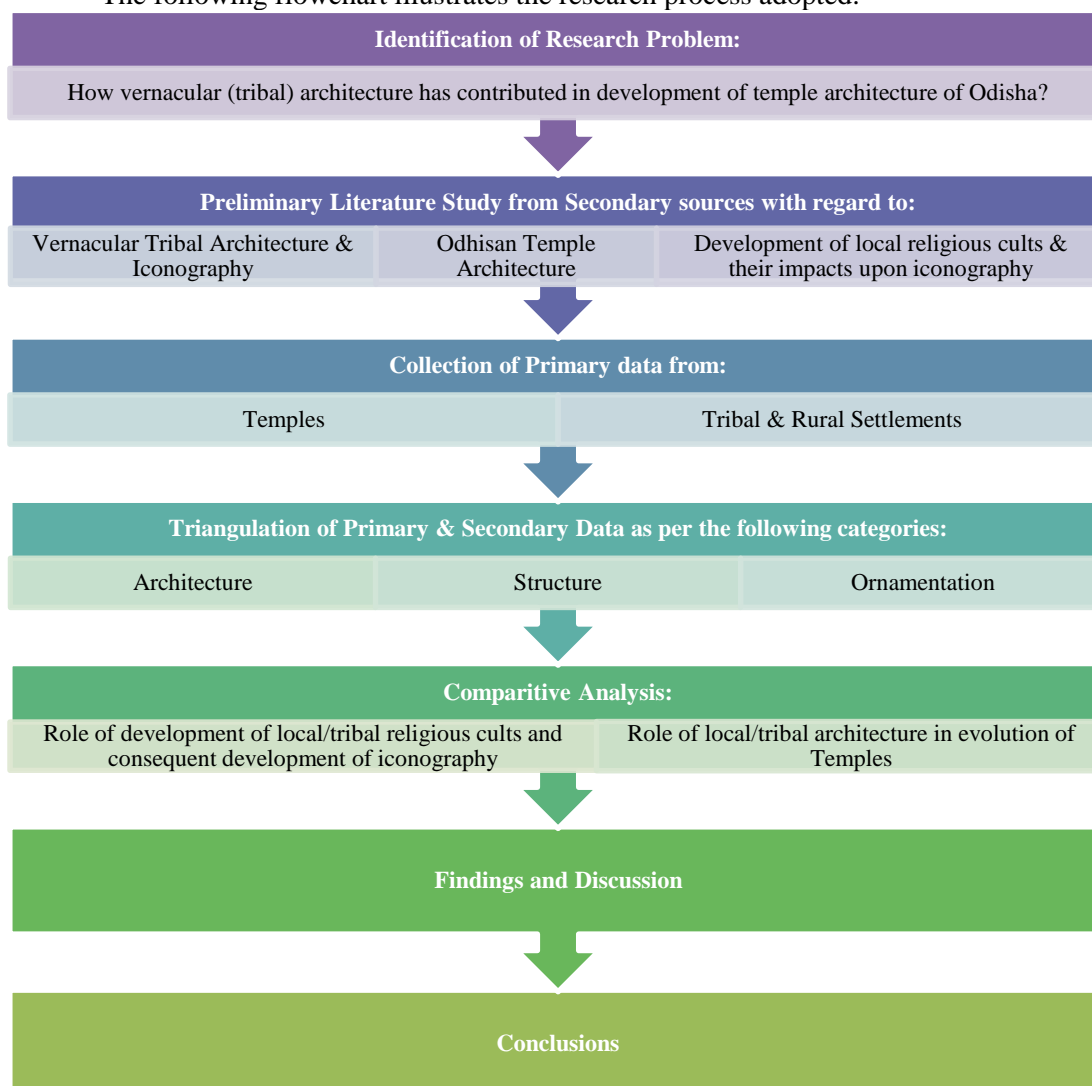 The following flowchart illustrates the research process adopted:
Identification of Research Problem:
How vernacular (tribal) architecture has contributed in development of temple architecture of Odisha?
Preliminary Literature Study from Secondary sources with regard to:
Vernacular Tribal Architecture &
Iconography
Odhisan Temple
Architecture
Development of local religious cults &
their impacts upon iconography
Collection of Primary data from:
Temples
Tribal & Rural Settlements
Triangulation of Primary & Secondary Data as per the following categories:
Architecture
Structure
Ornamentation
Comparitive Analysis:
Role of development of local/tribal religious cults and
consequent development of iconography
Role of local/tribal architecture in evolution of
Temples
Findings and Discussion
Conclusions